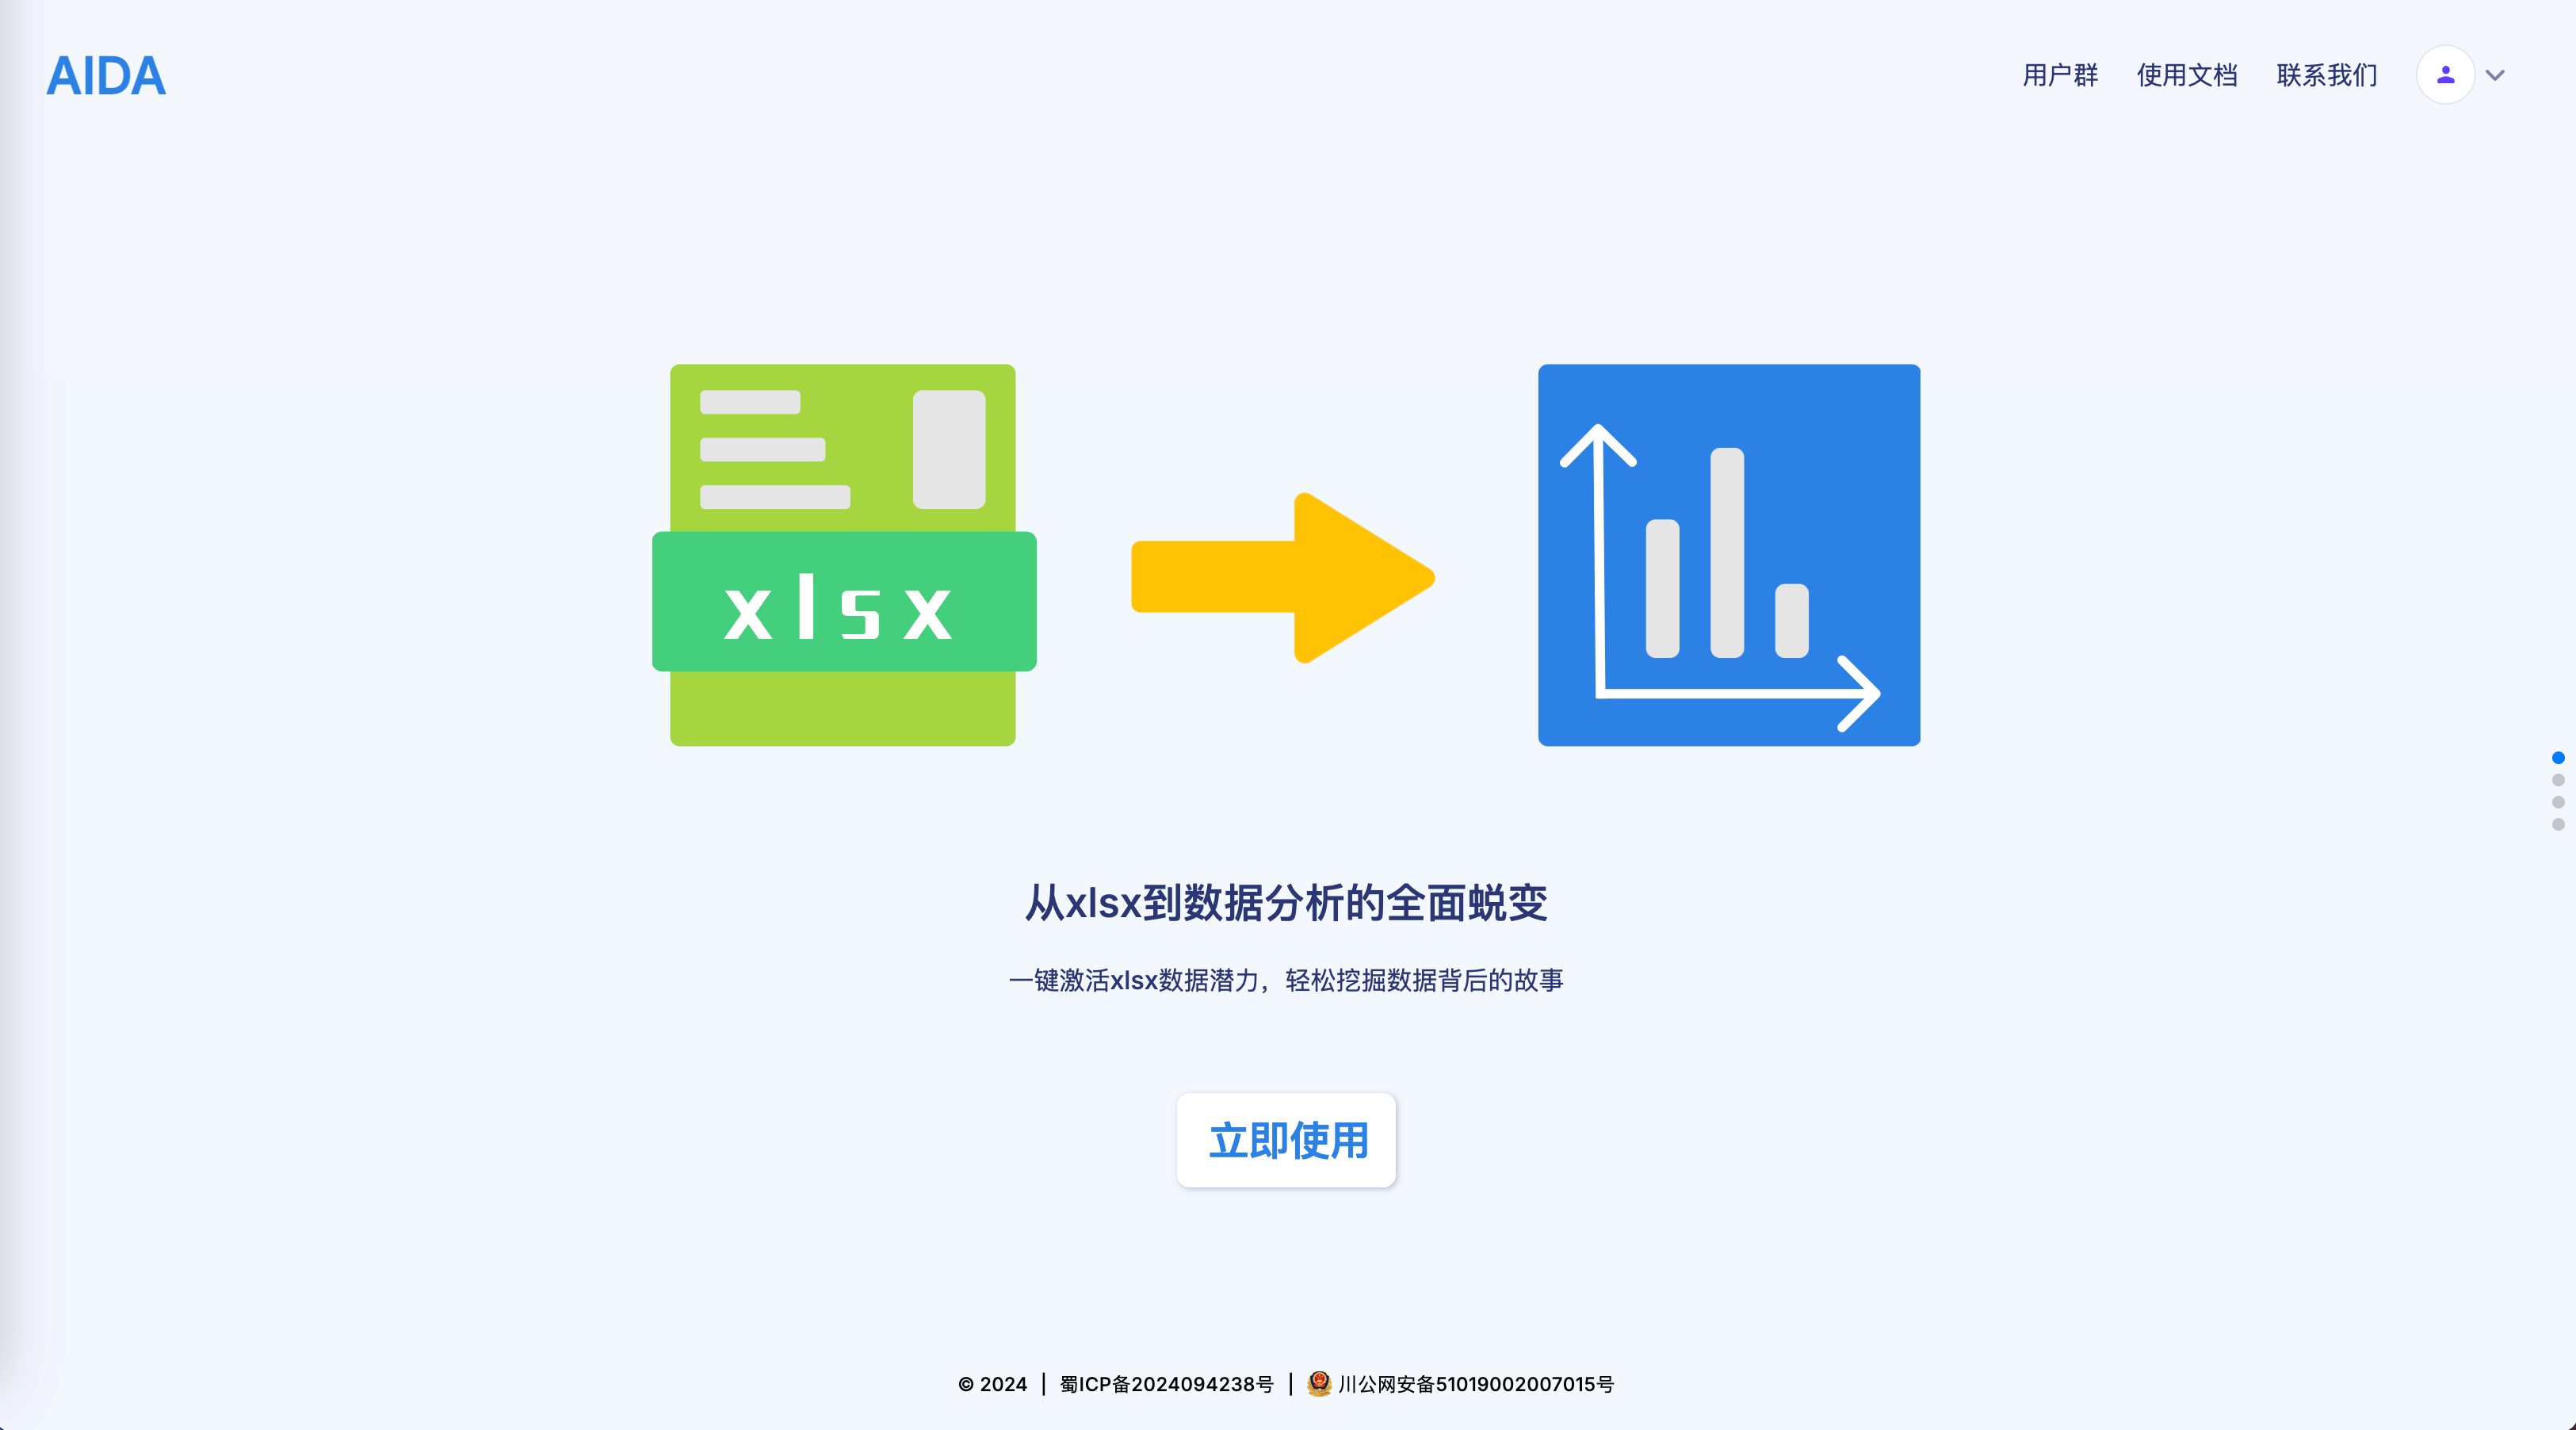 AIDA
用户群 使用文档 联系我们
xlsx
从xlsx到数据分析的全面蜕变
一键激活xlsx数据潜力，轻松挖掘数据背后的故事
立即使用
© 2024 | 蜀ICP备2024094238号 | 川公网安备51019002007015号